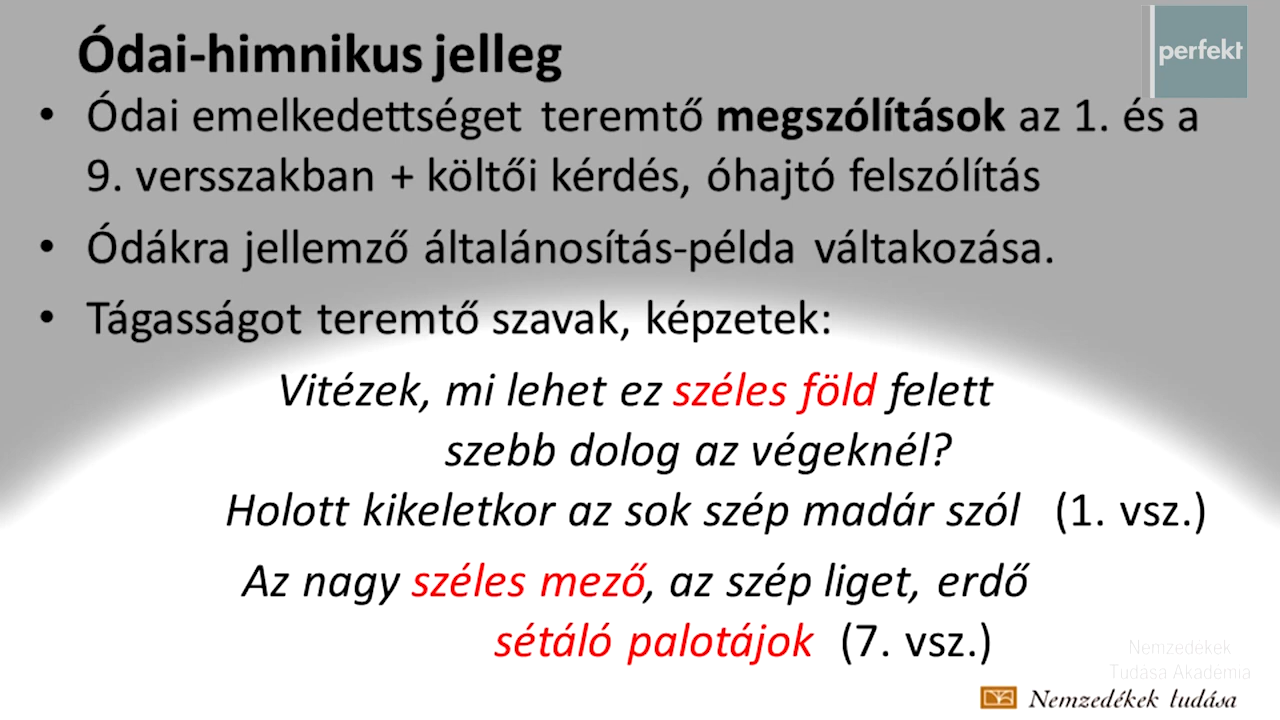 Ódai-himnikus jelleg
perfekt
• Ódai emelkedettséget teremtő megszólítások az 1. és a
9. versszakban + költői kérdés, óhajtó felszólítás
• Ódákra jellemző általánosítás-példa váltakozása.
• Tágasságot teremtő szavak, képzetek:
Vitézek, mi lehet ez széles föld felett
szebb dolog az végeknél?
Holott kikeletkor az sok szép madár szól (1. vsz.)
Az nagy széles mező, az szép liget, erdő
sétáló palotájok (7. vsz.)
Nemzedékek
Tudása Akadémia
Nemzedékek tudása